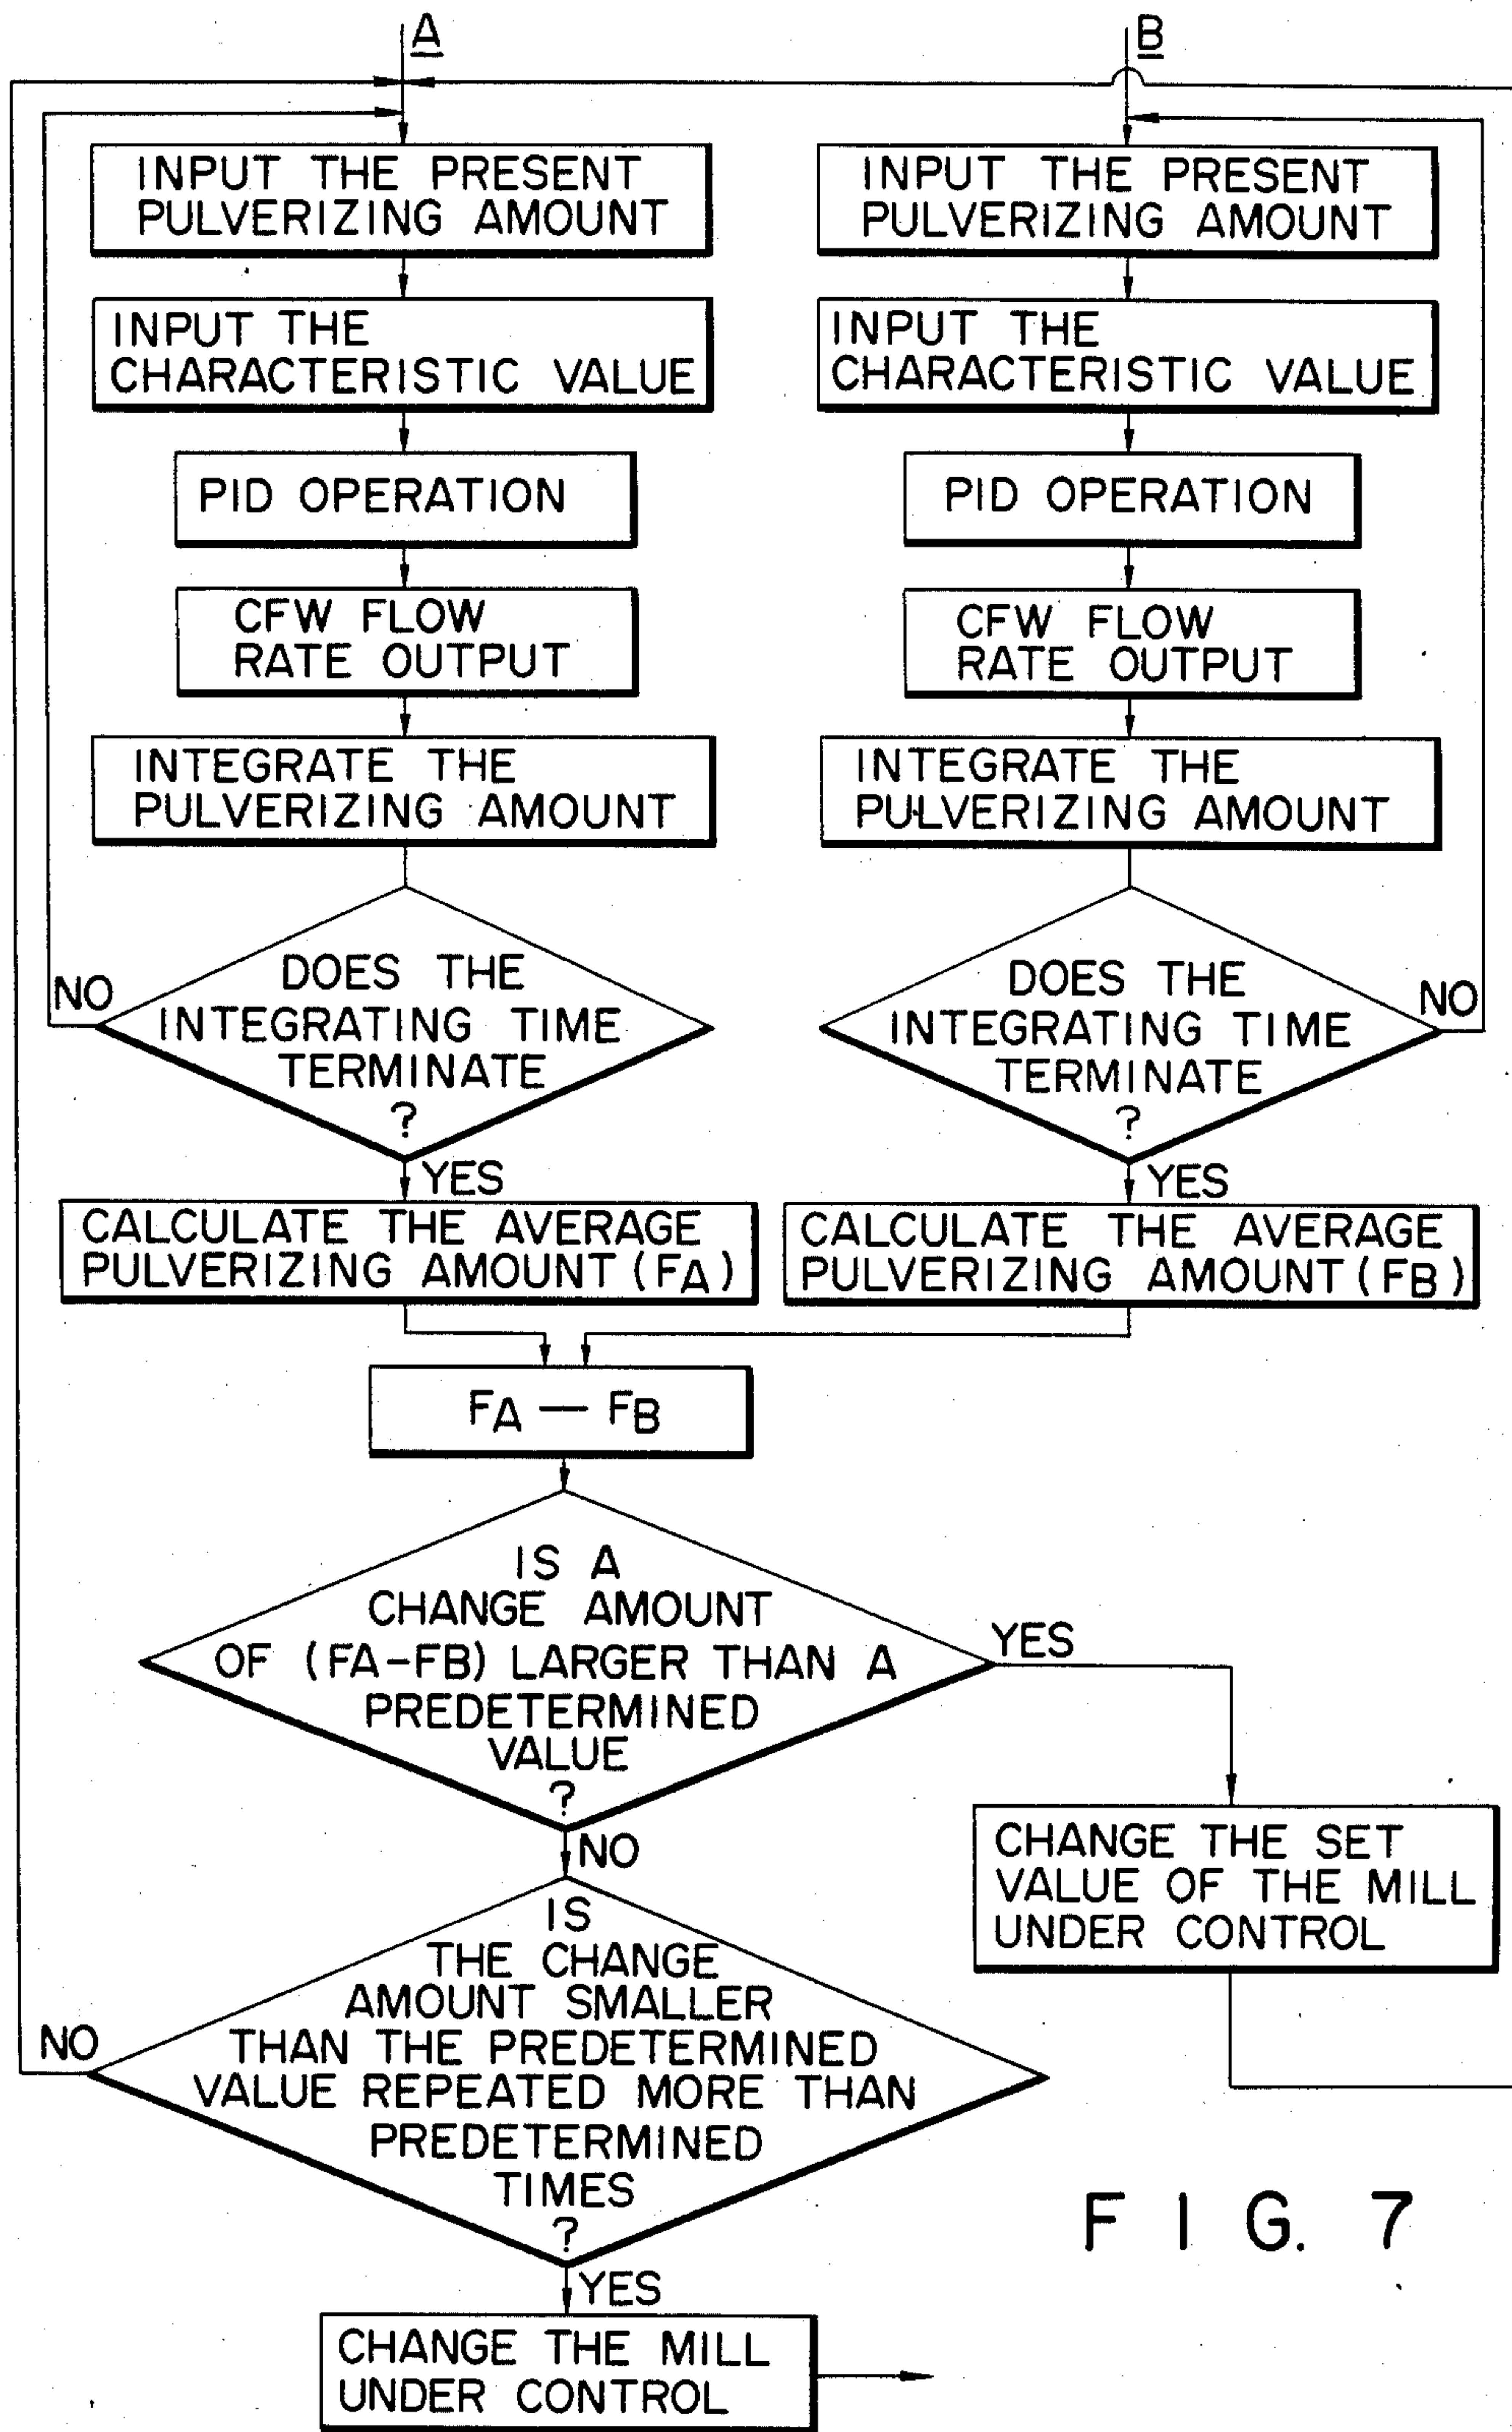 A
INPUT THE PRESENT
PULVERIZING AMOUNT
INPUT THE
CHARACTERISTIC VALUE
PID OPERATION
CFW FLOW
RATE OUTPUT
INTEGRATE THE
PULVERIZING AMOUNT
DOES THE
INTEGRATING TIME
TERMINATE
?
NO
YES
CALCULATE THE AVERAGE
PULVERIZING AMOUNT (FA)
B
INPUT THE PRESENT
PULVERIZING AMOUNT
INPUT THE
CHARACTERISTIC VALUE
PID OPERATION
CFW FLOW
RATE OUTPUT
INTEGRATE THE
PULVERIZING AMOUNT
DOES THE
INTEGRATING TIME
TERMINATE
?
NO
YES
CALCULATE THE AVERAGE
PULVERIZING AMOUNT (FB)
FA — FB
IS A
CHANGE AMOUNT
OF (FA-FB) LARGER THAN A
PREDETERMINED
VALUE
?
YES
CHANGE THE SET
VALUE OF THE MILL
UNDER CONTROL
NO
IS
THE CHANGE
AMOUNT SMALLER
THAN THE PREDETERMINED
VALUE REPEATED MORE THAN
PREDETERMINED
TIMES
?
NO
YES
CHANGE THE MILL
UNDER CONTROL
FIG. 7